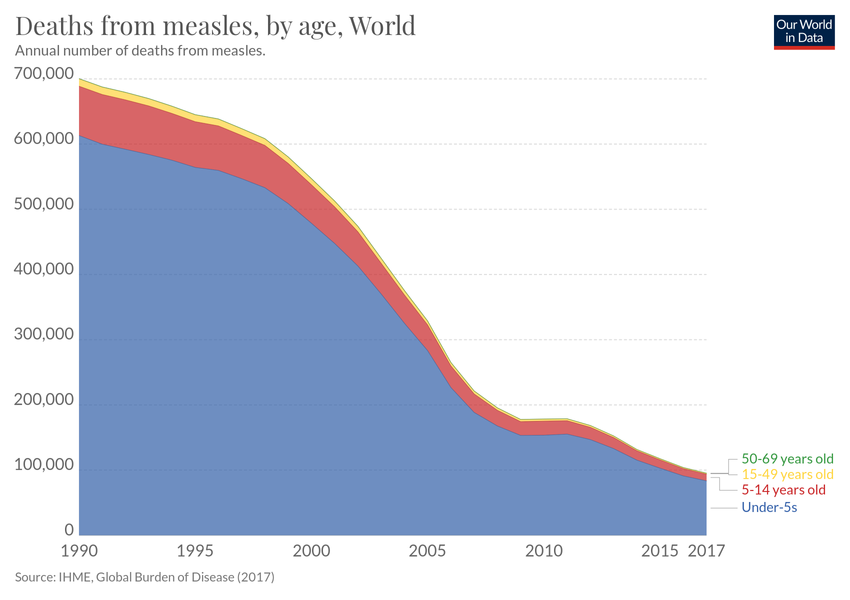 Deaths from measles, by age, World
Annual number of deaths from measles.
Our World
in Data
700,000
600,000
500,000
400,000
300,000
200,000
100,000
0
1990
1995
2000
2005
2010
2015
2017
50-69 years old
15-49 years old
5-14 years old
Under-5s
Source: IHME, Global Burden of Disease (2017)